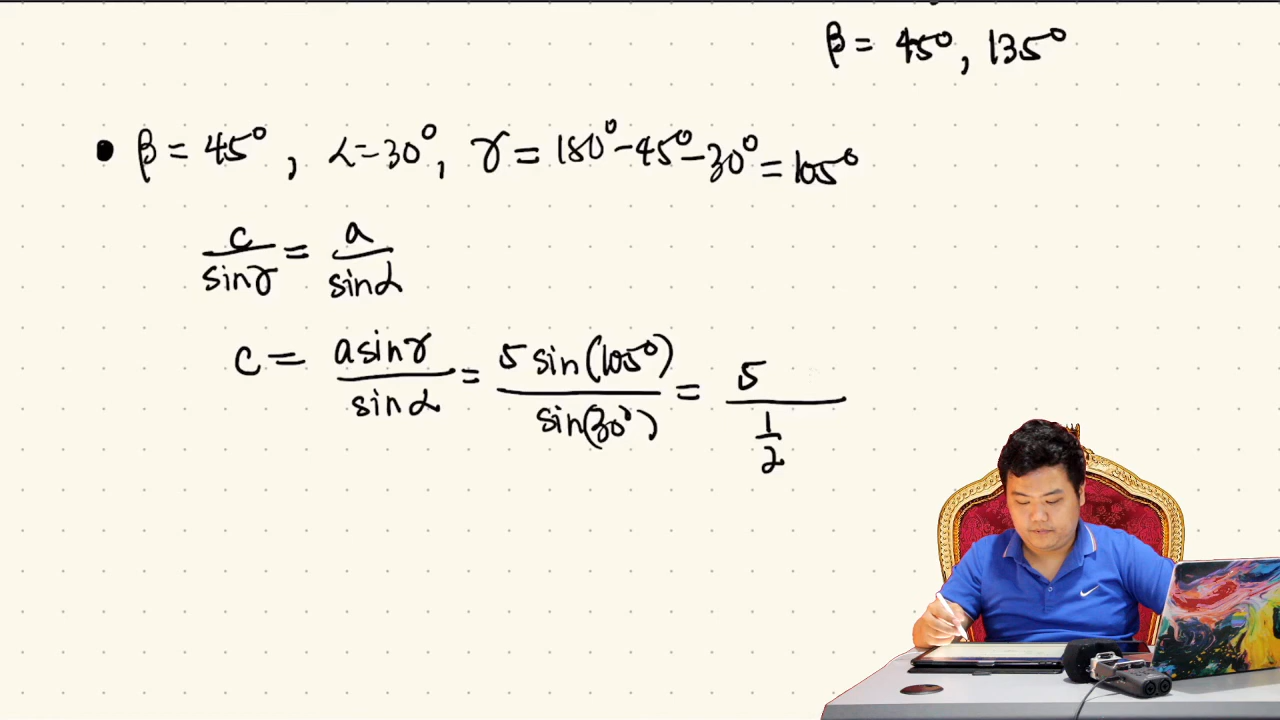 β = 45°, 135°
• β = 45°, α = 30°, γ = 180° - 45° - 30° = 105°
c/sinγ = a/sinα
c = asinγ/sinα = 5 sin(105°)/sin(30°) = 5/(1/2)